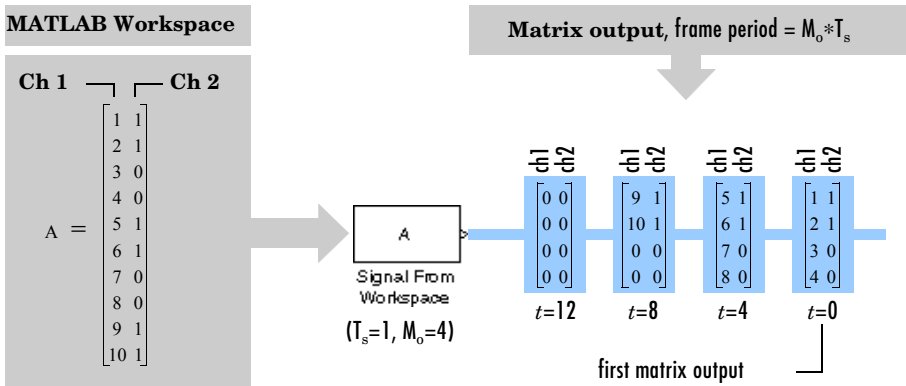 MATLAB Workspace
Ch 1 Ch 2
A =
1 1
2 1
3 0
4 0
5 1
6 1
7 0
8 0
9 1
10 1
A
Signal From
Workspace
(Ts=1, Mo=4)
Matrix output, frame period = Mo*Ts
ch1 ch2 ch1 ch2 ch1 ch2 ch1 ch2
0 0 9 1 5 1 1 1
0 0 10 1 6 1 2 1
0 0 0 0 7 0 3 0
0 0 0 0 8 0 4 0
t=12 t=8 t=4 t=0
first matrix output